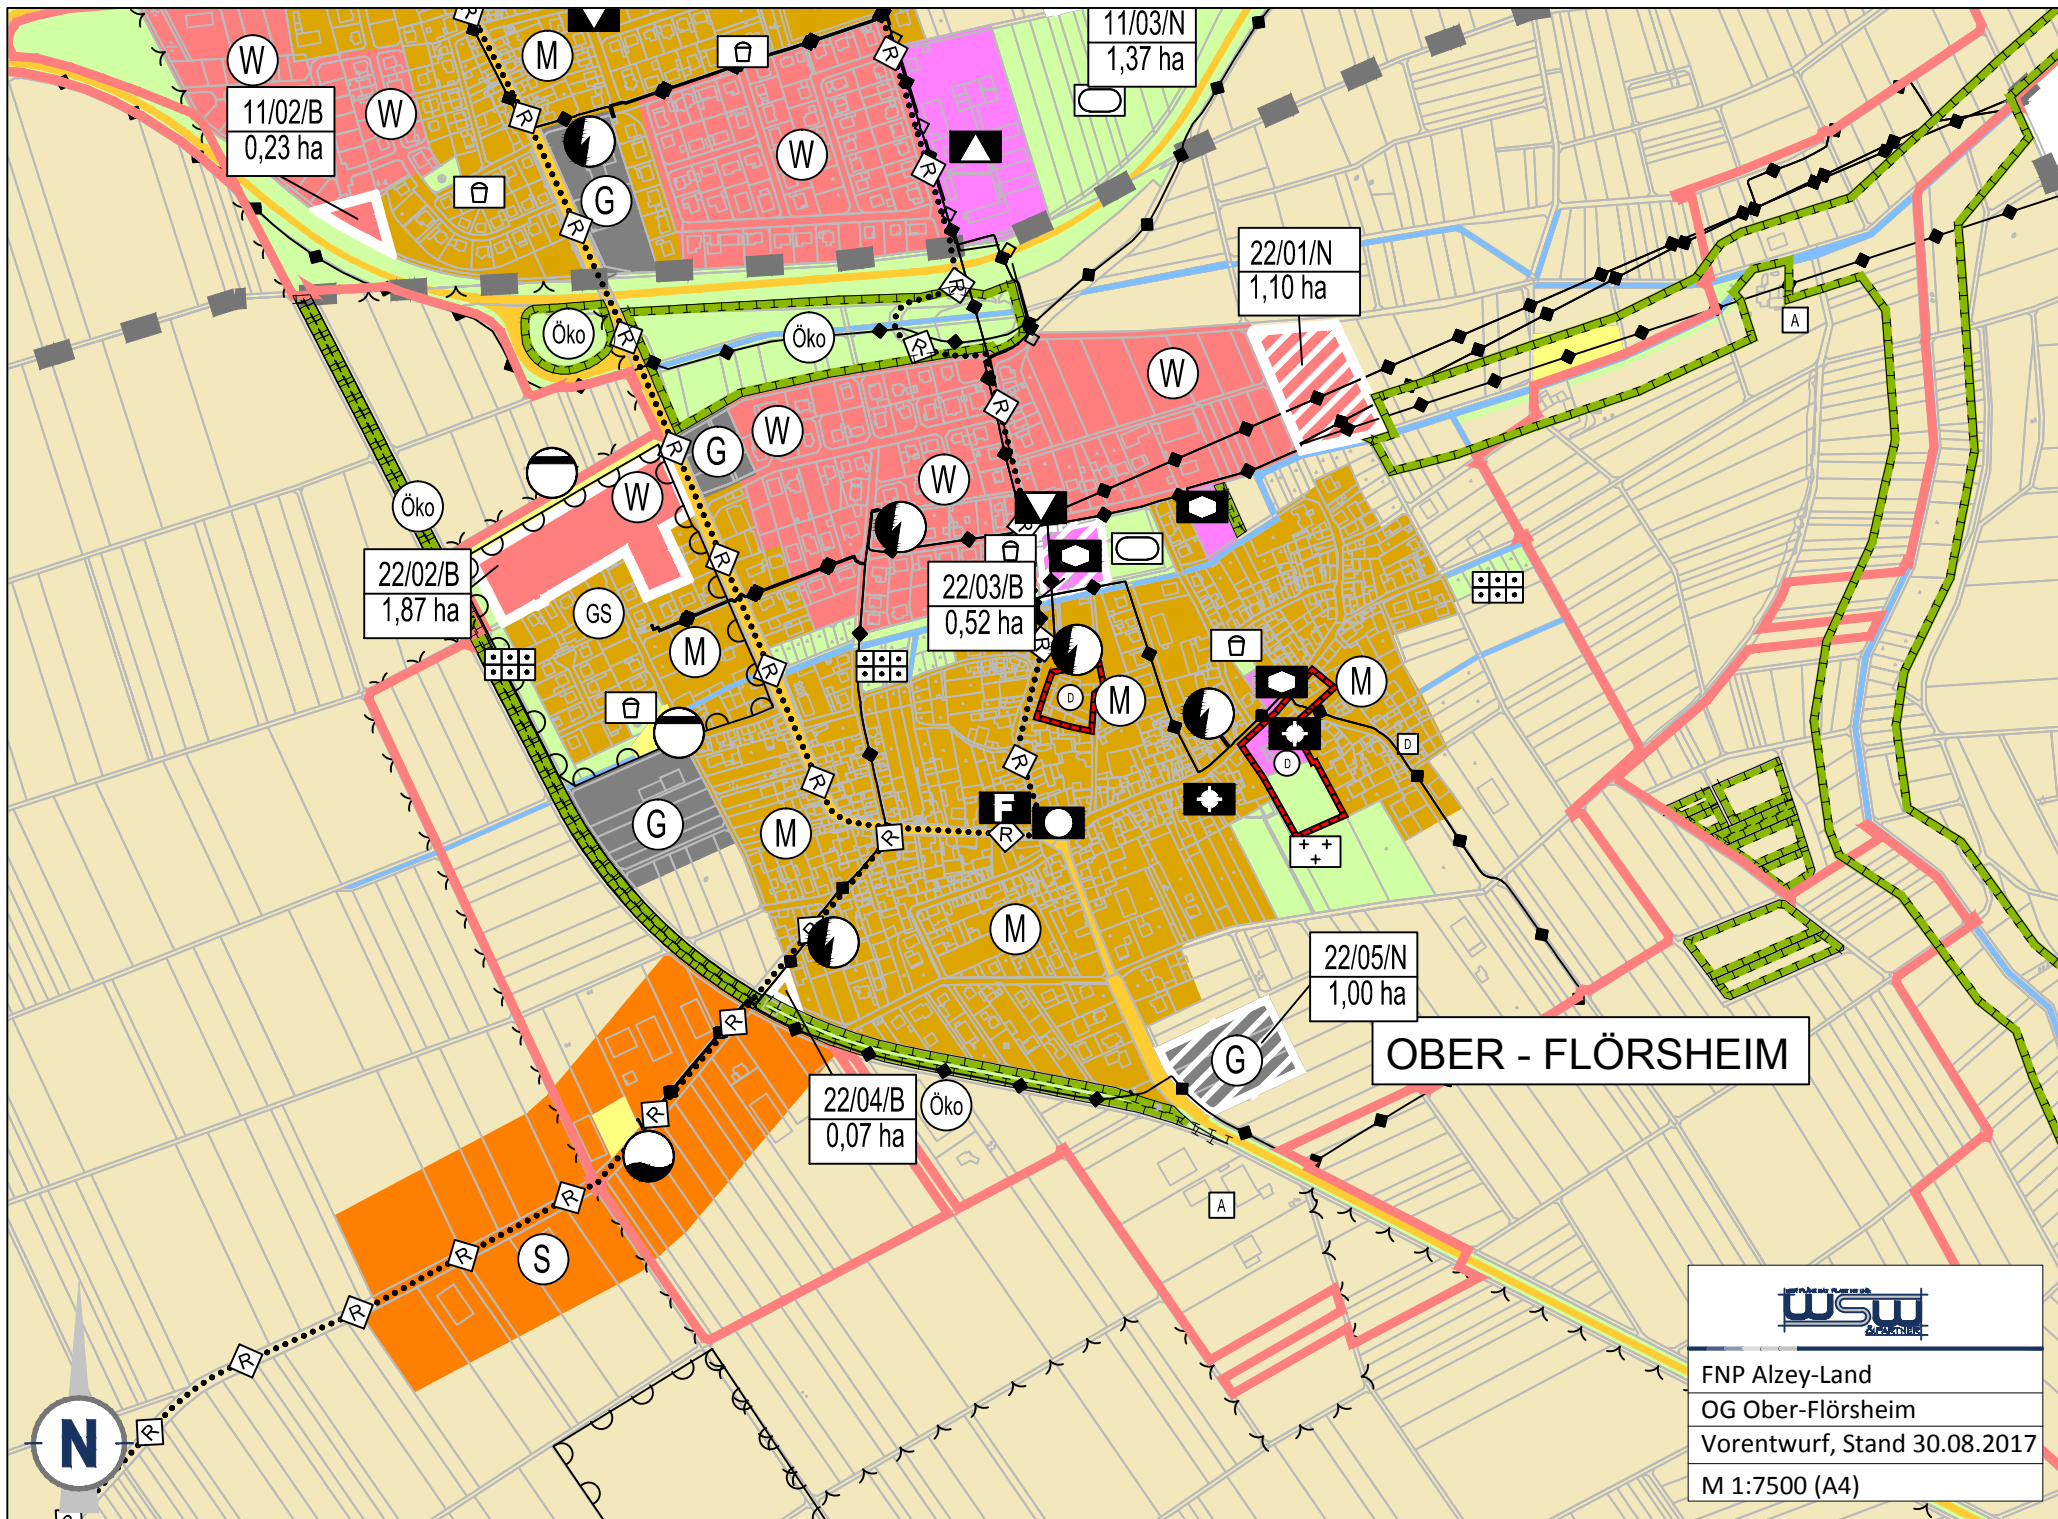 11/03/N
1,37 ha
M
W
11/02/B
0,23 ha
W
W
G
R
R
R
R
R
22/01/N
1,10 ha
Öko
Öko
R
R
R
A
W
R
W
G
R
W
W
Öko
22/02/B
1,87 ha
GS
M
R
R
22/03/B
0,52 ha
R
D
M
M
D
D
R
R
G
M
F
R
R
M
22/05/N
1,00 ha
G
OBER - FLÖRSHEIM
R
R
22/04/B
0,07 ha
Öko
A
R
S
R
R
R
R
N
WSW
& PARTNER
FNP Alzey-Land
OG Ober-Flörsheim
Vorentwurf, Stand 30.08.2017
M 1:7500 (A4)